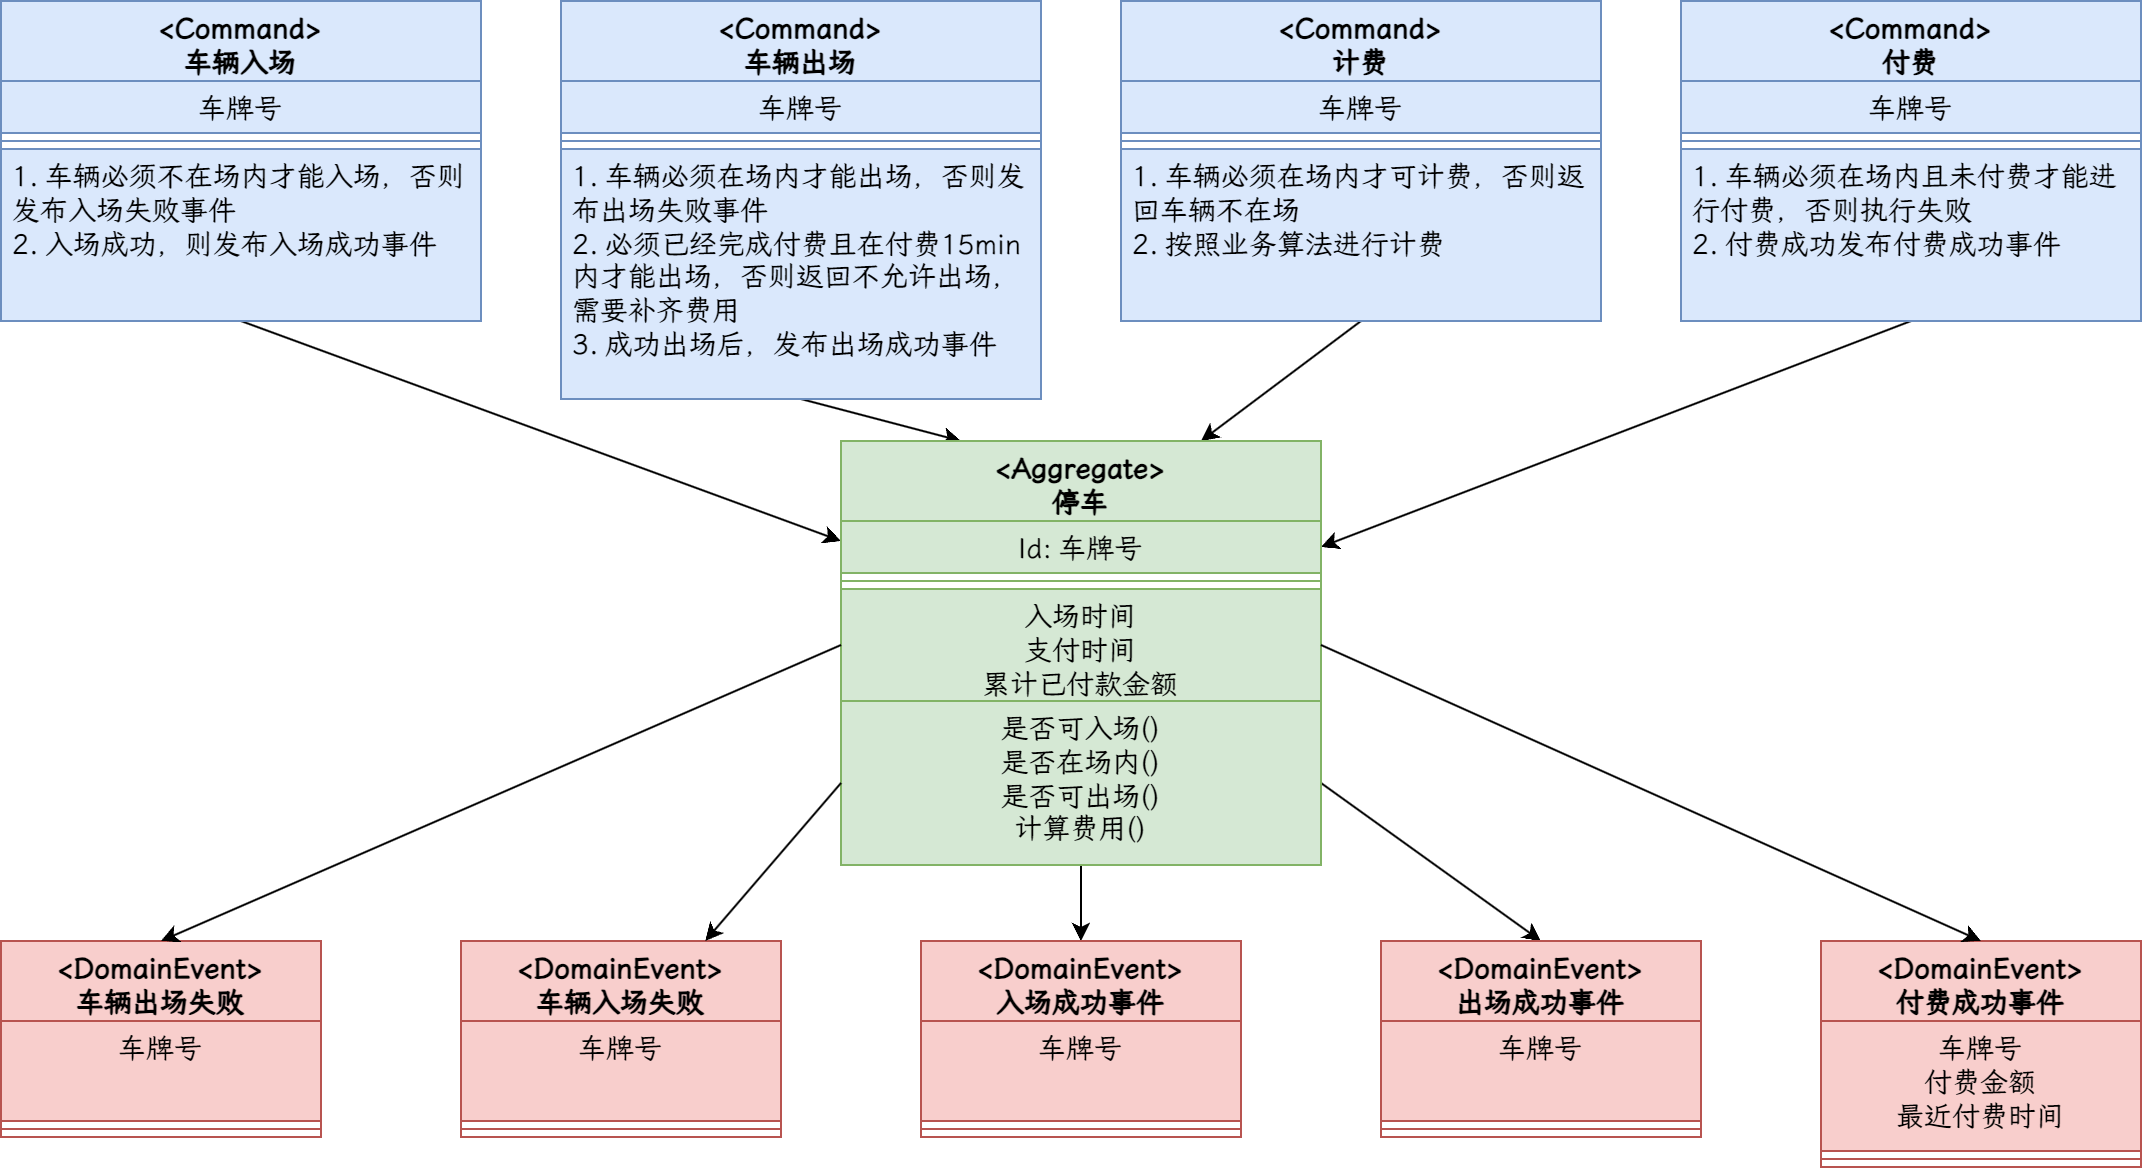 <Command>
车辆入场
车牌号
1. 车辆必须不在场内才能入场，否则
发布入场失败事件
2. 入场成功，则发布入场成功事件
<Command>
车辆出场
车牌号
1. 车辆必须在场内才能出场，否则发
布出场失败事件
2. 必须已经完成付费且在付费15min
内才能出场，否则返回不允许出场，
需要补齐费用
3. 成功出场后，发布出场成功事件
<Command>
计费
车牌号
1. 车辆必须在场内才可计费，否则返
回车辆不在场
2. 按照业务算法进行计费
<Command>
付费
车牌号
1. 车辆必须在场内且未付费才能进
行付费，否则执行失败
2. 付费成功发布付费成功事件
<Aggregate>
停车
Id: 车牌号
入场时间
支付时间
累计已付款金额
是否可入场()
是否在场内()
是否可出场()
计算费用()
<DomainEvent>
车辆出场失败
车牌号
<DomainEvent>
车辆入场失败
车牌号
<DomainEvent>
入场成功事件
车牌号
<DomainEvent>
出场成功事件
车牌号
<DomainEvent>
付费成功事件
车牌号
付费金额
最近付费时间